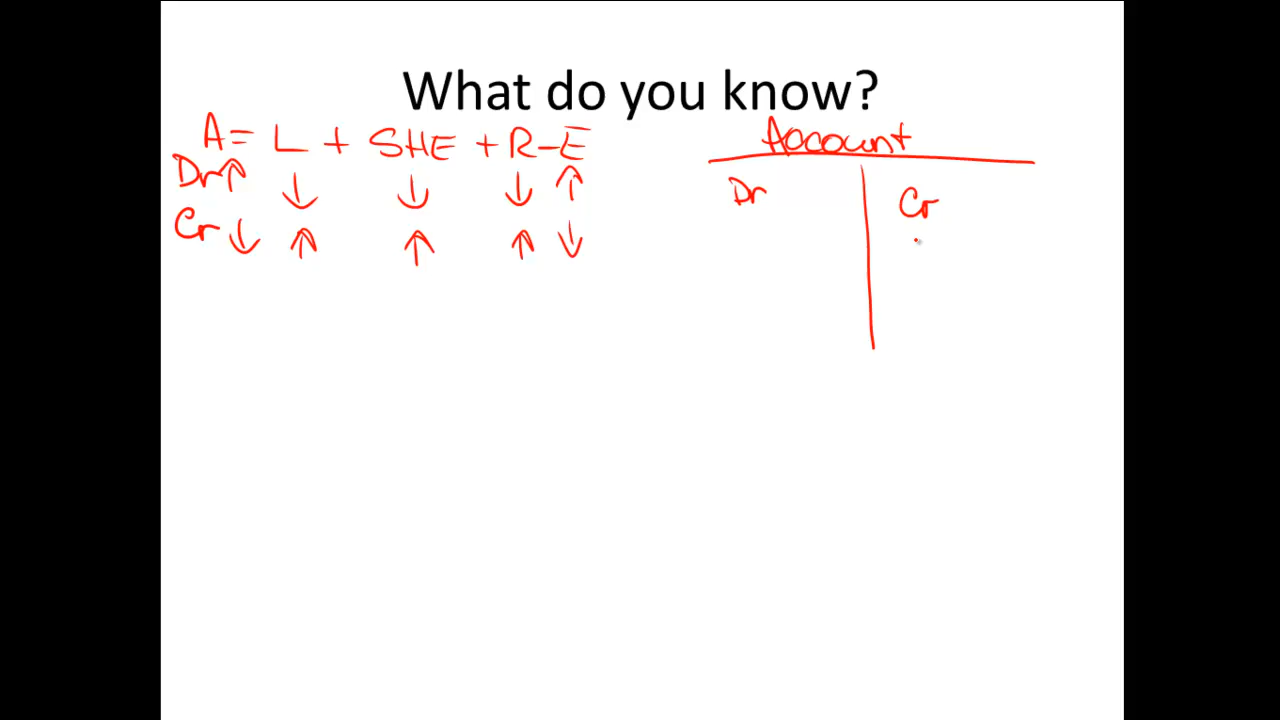 What do you know?
A = L + SHE + R - E
Dr ↑ ↓ ↓ ↓ ↑
Cr ↓ ↑ ↑ ↑ ↓
Account
Dr Cr